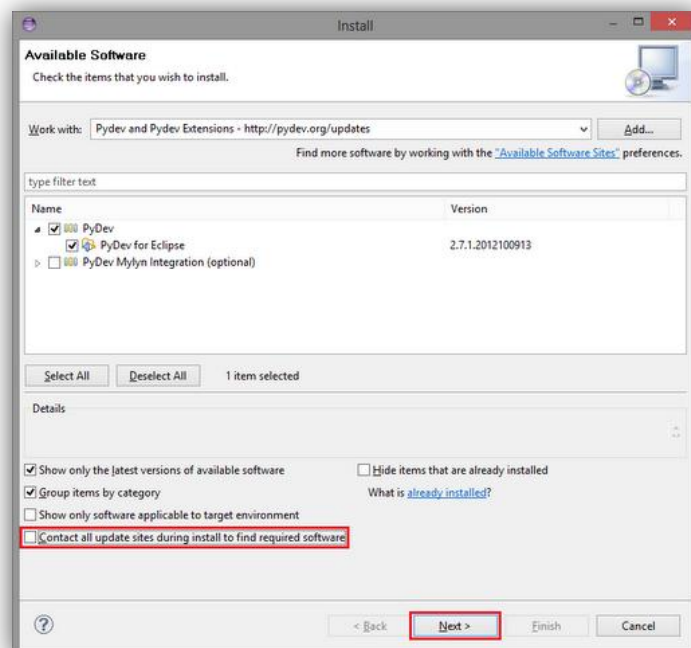 Install
Available Software
Check the items that you wish to install.
Work with: Pydev and Pydev Extensions - http://pydev.org/updates Add...
Find more software by working with the "Available Software Sites" preferences.
type filter text
Name Version
PyDev
PyDev for Eclipse 2.7.1.2012100913
PyDev Mylyn Integration (optional)
Select All Deselect All 1 item selected
Details
Show only the latest versions of available software Hide items that are already installed
Group items by category What is already installed?
Show only software applicable to target environment
Contact all update sites during install to find required software
? < Back Next > Finish Cancel